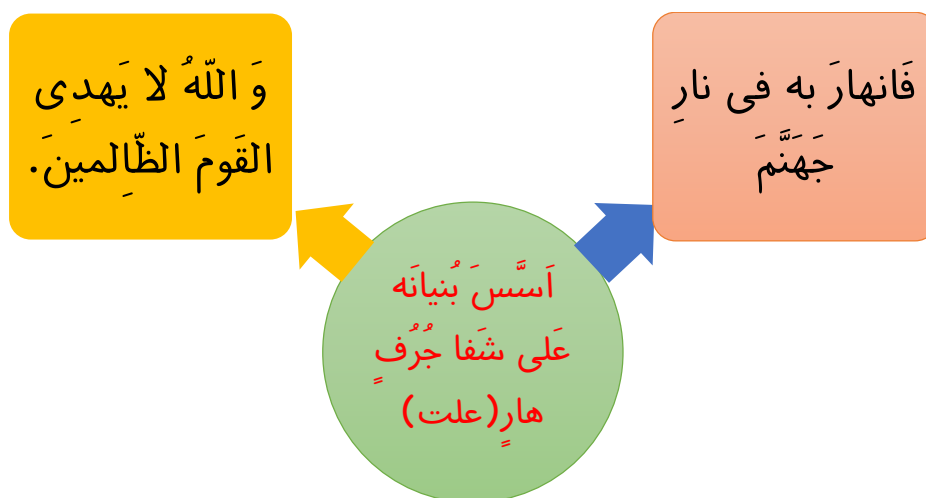 فَانهارَ به فی نارِ
جَهَنَّمَ
وَ اللّهُ لا یَهدِی
القَومَ الظّالِمینَ.
اَسَّسَ بُنیانَه
عَلی شَفا جُرُفٍ
هارٍ(علت)